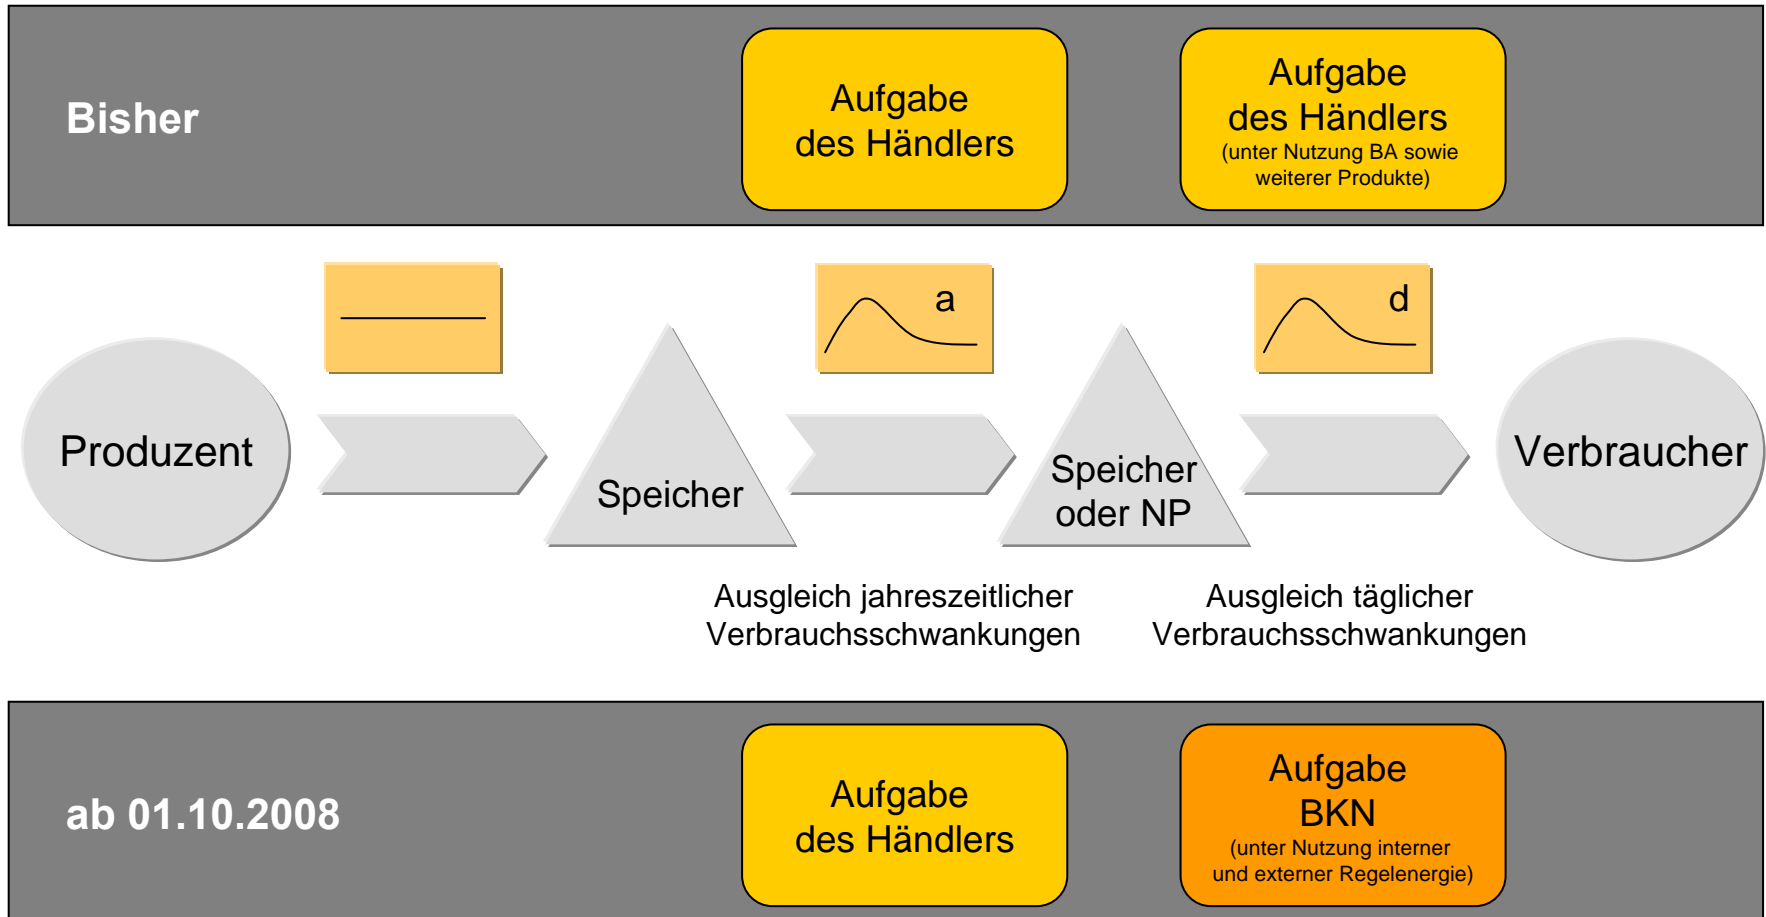 Bisher
Aufgabe
des Händlers
Aufgabe
des Händlers
(unter Nutzung BA sowie
weiterer Produkte)
a
d
Produzent
Speicher
Speicher
oder NP
Verbraucher
Ausgleich jahreszeitlicher
Verbrauchsschwankungen
Ausgleich täglicher
Verbrauchsschwankungen
ab 01.10.2008
Aufgabe
des Händlers
Aufgabe
BKN
(unter Nutzung interner
und externer Regelenergie)